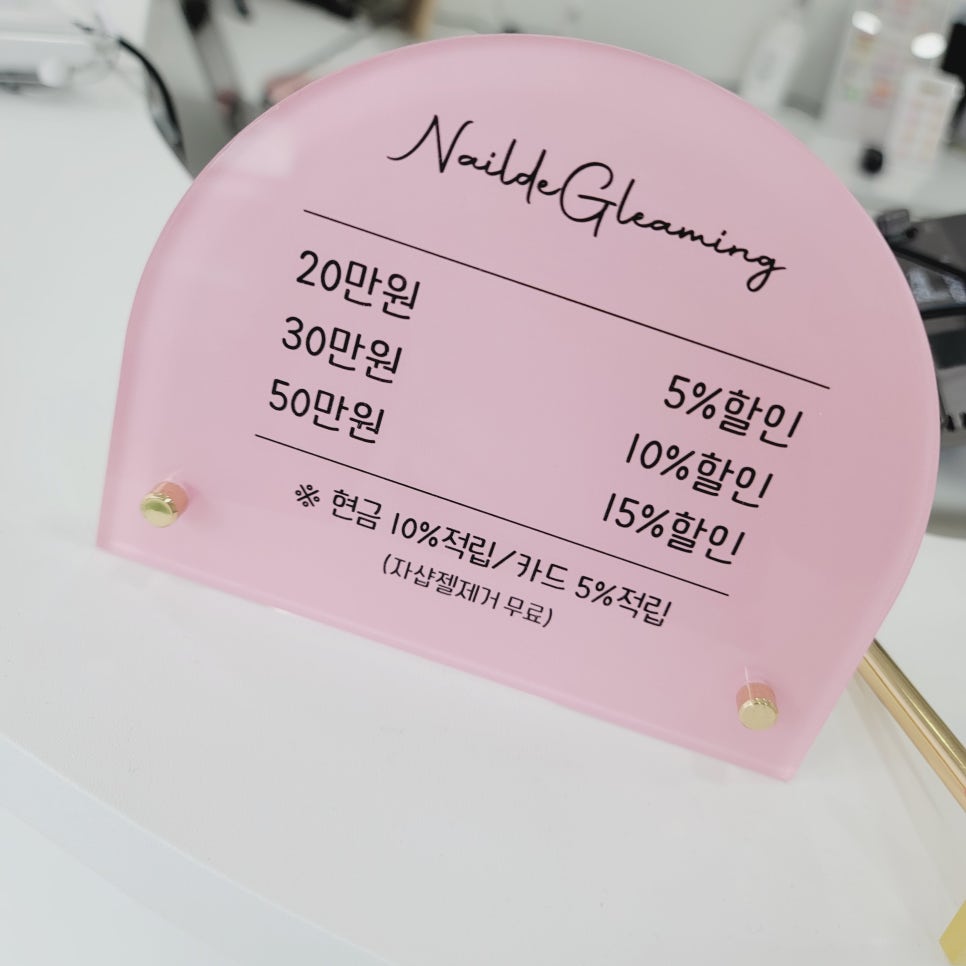 NaildeGleaming
20만원 5%할인
30만원 10%할인
50만원 15%할인
※ 현금 10%적립/카드 5%적립
(자샵젤제거 무료)